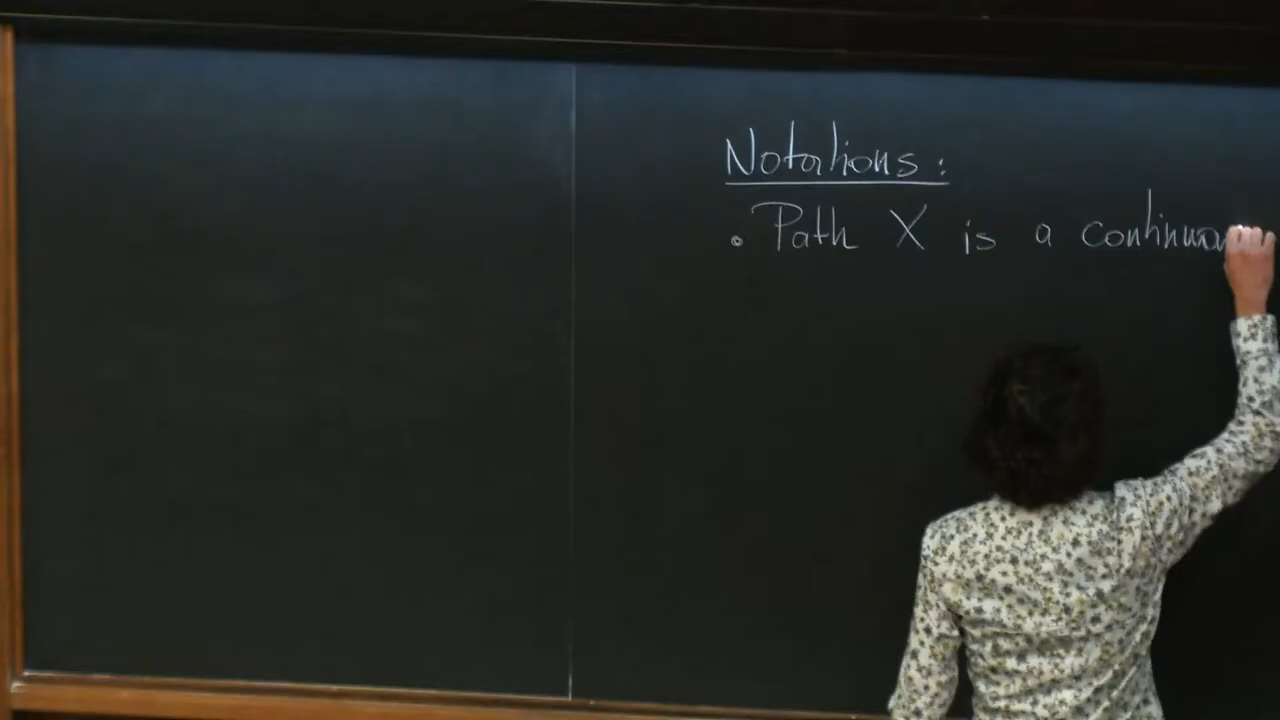 Notations:
• Path X is a continuo